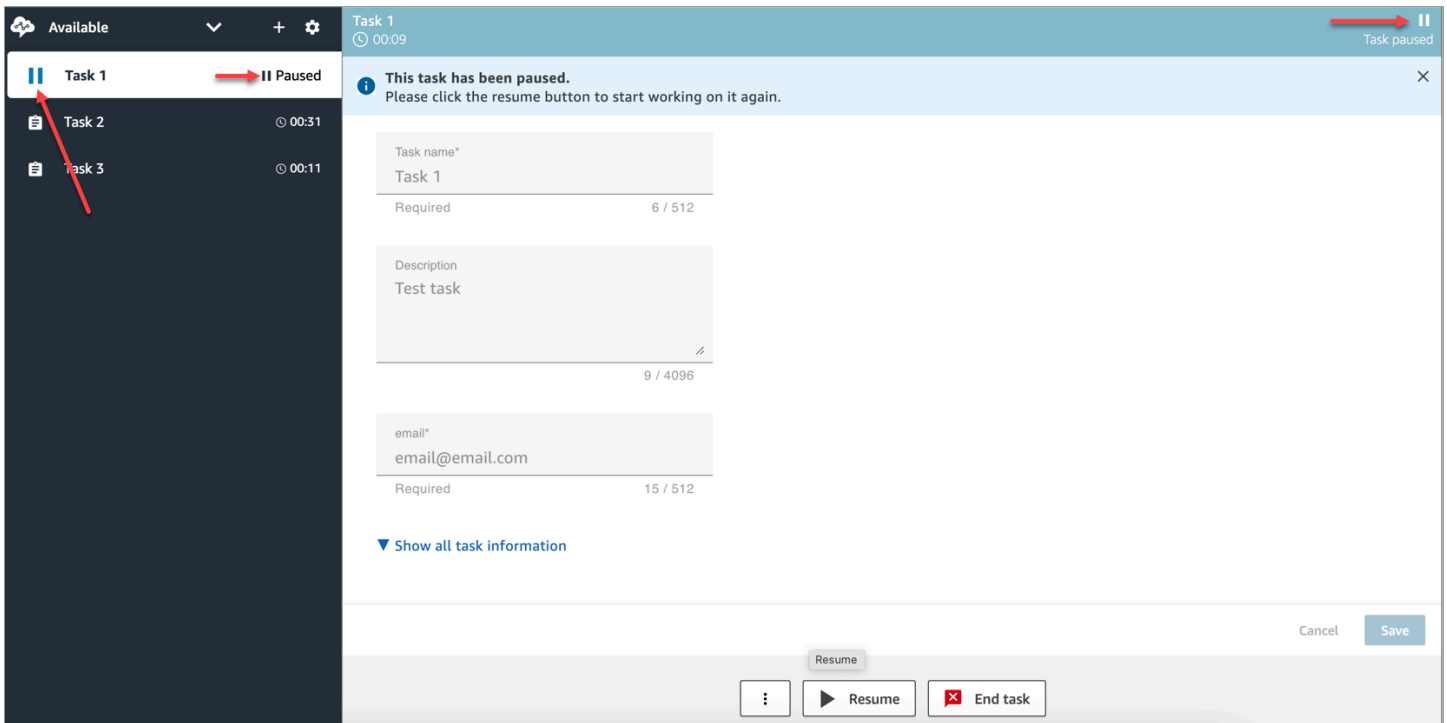 Available
Task 1
Paused
Task 2
00:31
Task 3
00:11
Task 1
00:09
Task paused
This task has been paused.
Please click the resume button to start working on it again.
Task name*
Task 1
Required
6 / 512
Description
Test task
9 / 4096
email*
email@email.com
Required
15 / 512
Show all task information
Cancel
Save
Resume
Resume
End task